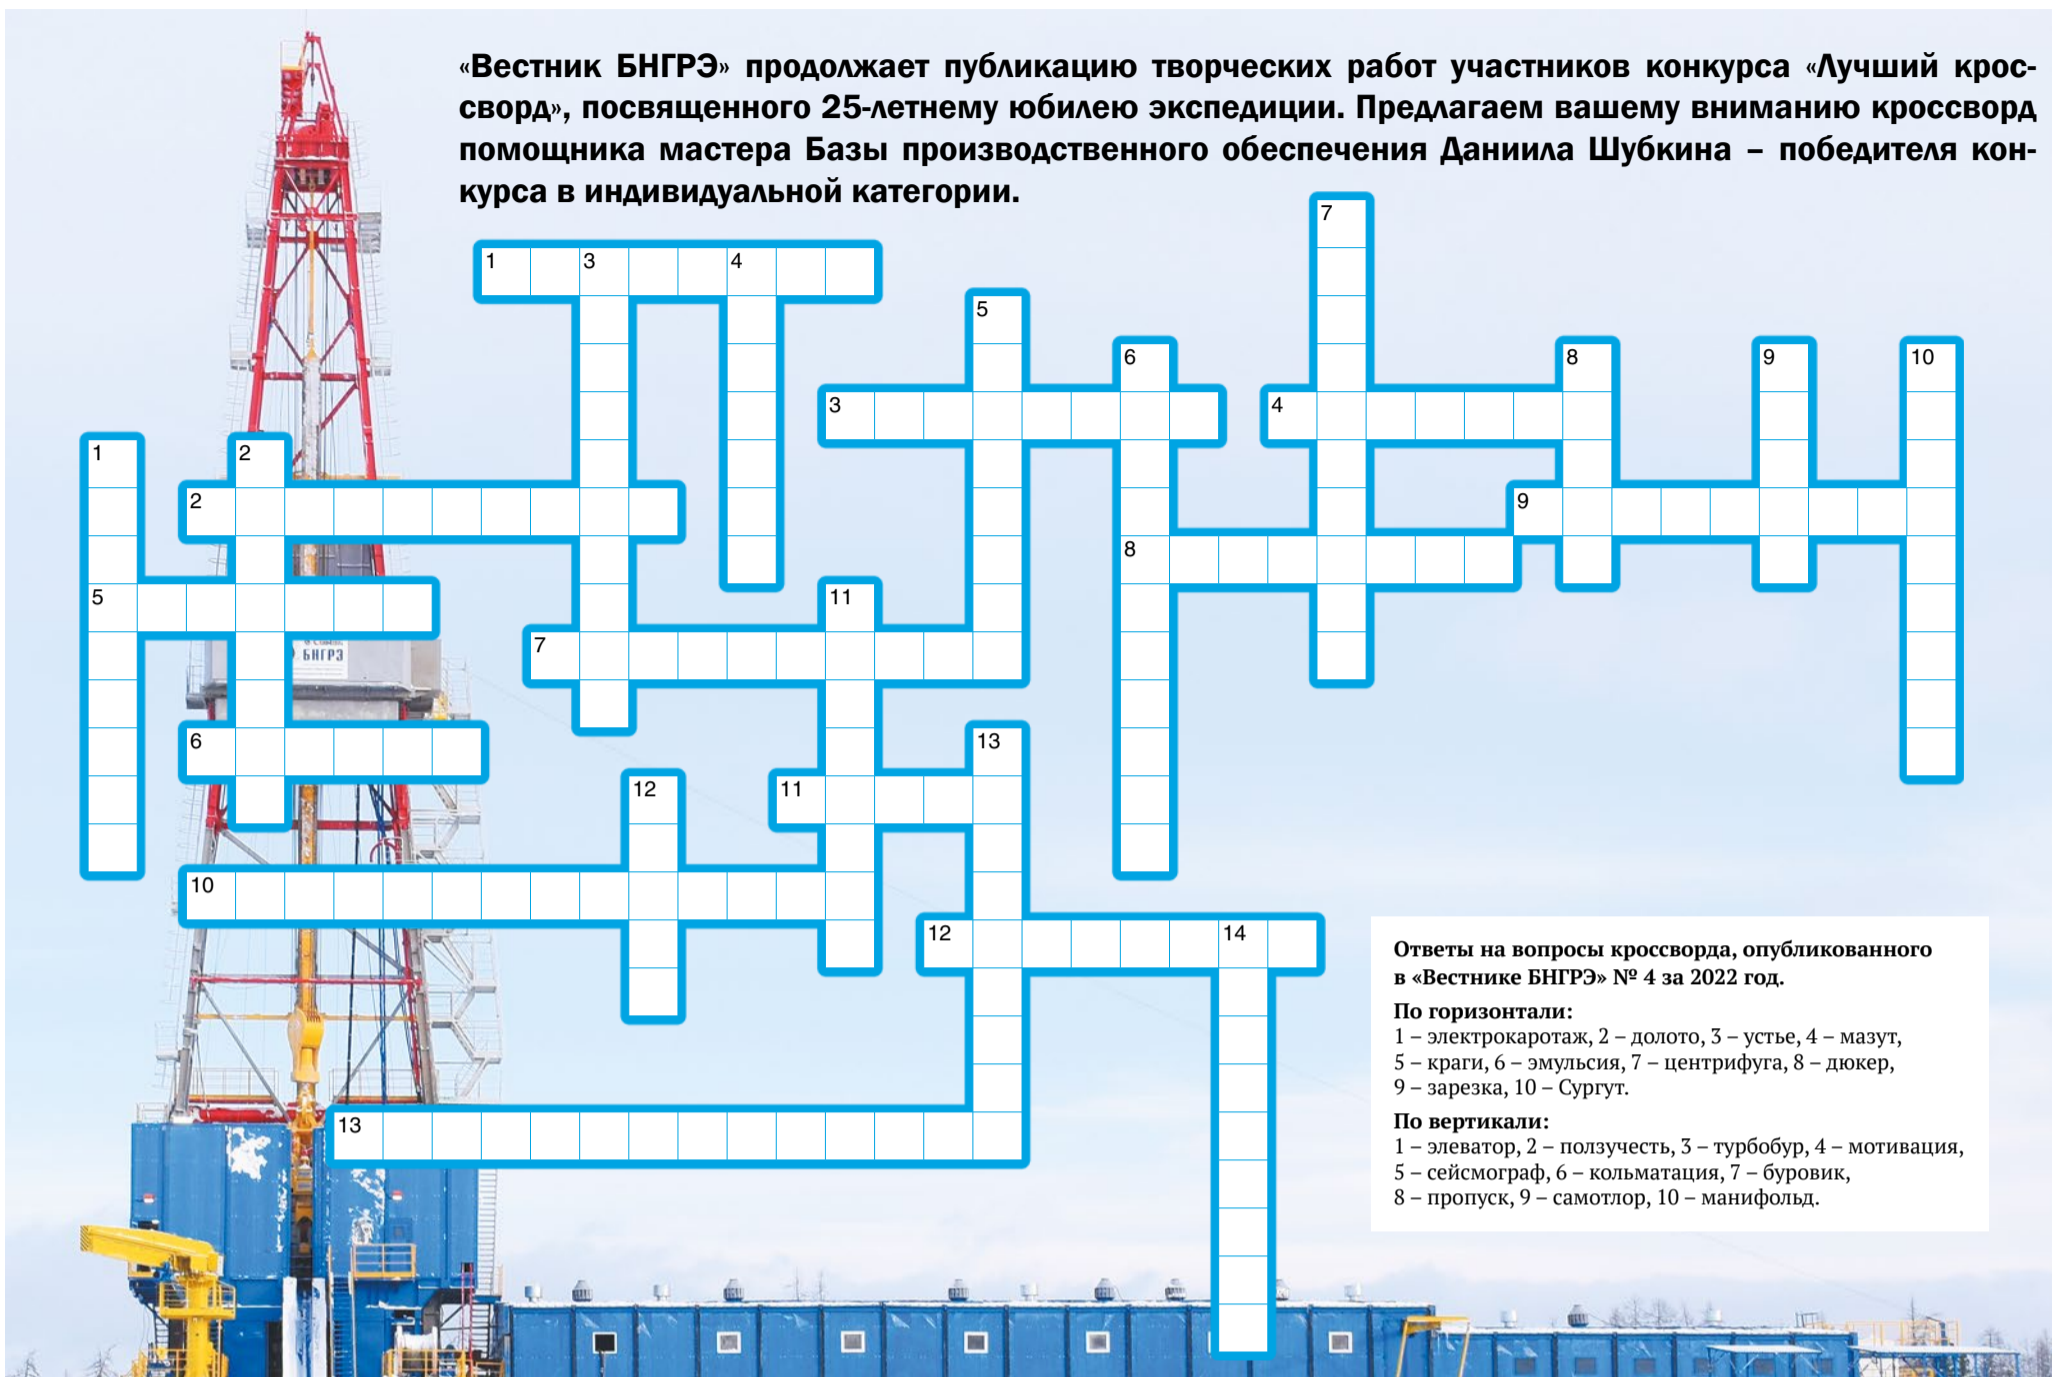 «Вестник БНГРЭ» продолжает публикацию творческих работ участников конкурса «Лучший крос-
сворд», посвященного 25-летнему юбилею экспедиции. Предлагаем вашему вниманию кроссворд
помощника мастера Базы производственного обеспечения Даниила Шубкина – победителя кон-
курса в индивидуальной категории.
7
1 3 4
5
6 8 9 10
3 4
1 2
2 9
8
5 11
БНГРЭ
7
6 13
12 11
10
12 14
13
Ответы на вопросы кроссворда, опубликованного
в «Вестнике БНГРЭ» № 4 за 2022 год.
По горизонтали:
1 – электрокаротаж, 2 – долото, 3 – устье, 4 – мазут,
5 – краги, 6 – эмульсия, 7 – центрифуга, 8 – дюкер,
9 – зарезка, 10 – Сургут.
По вертикали:
1 – элеватор, 2 – ползучесть, 3 – турбобур, 4 – мотивация,
5 – сейсмограф, 6 – кольматация, 7 – буровик,
8 – пропуск, 9 – самотлор, 10 – манифольд.